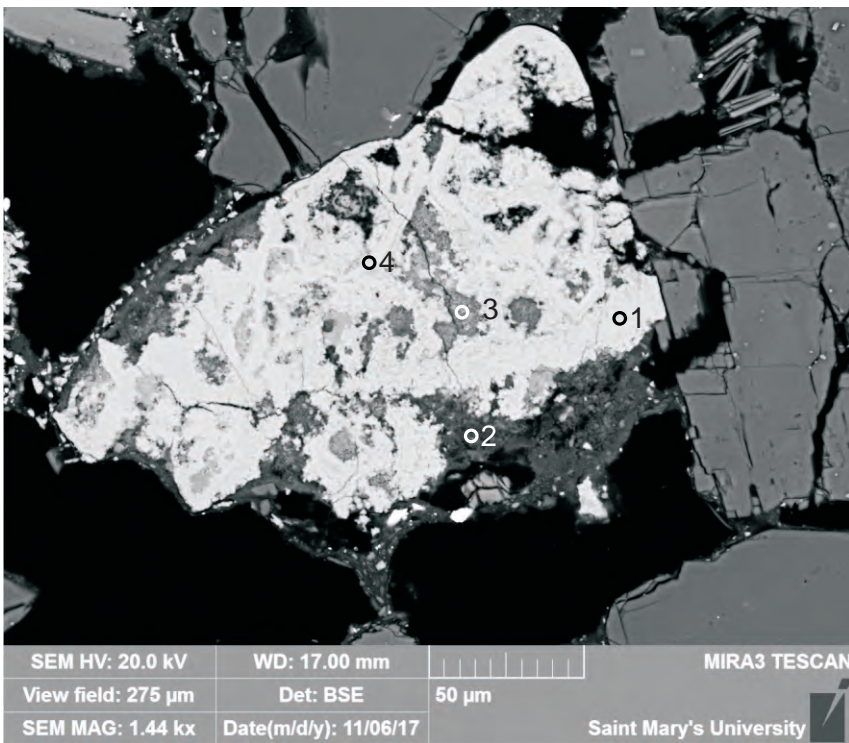 4
3
1
2
SEM HV: 20.0 kV WD: 17.00 mm MIRA3 TESCAN
View field: 275 µm Det: BSE 50 µm
SEM MAG: 1.44 kx Date(m/d/y): 11/06/17 Saint Mary's University